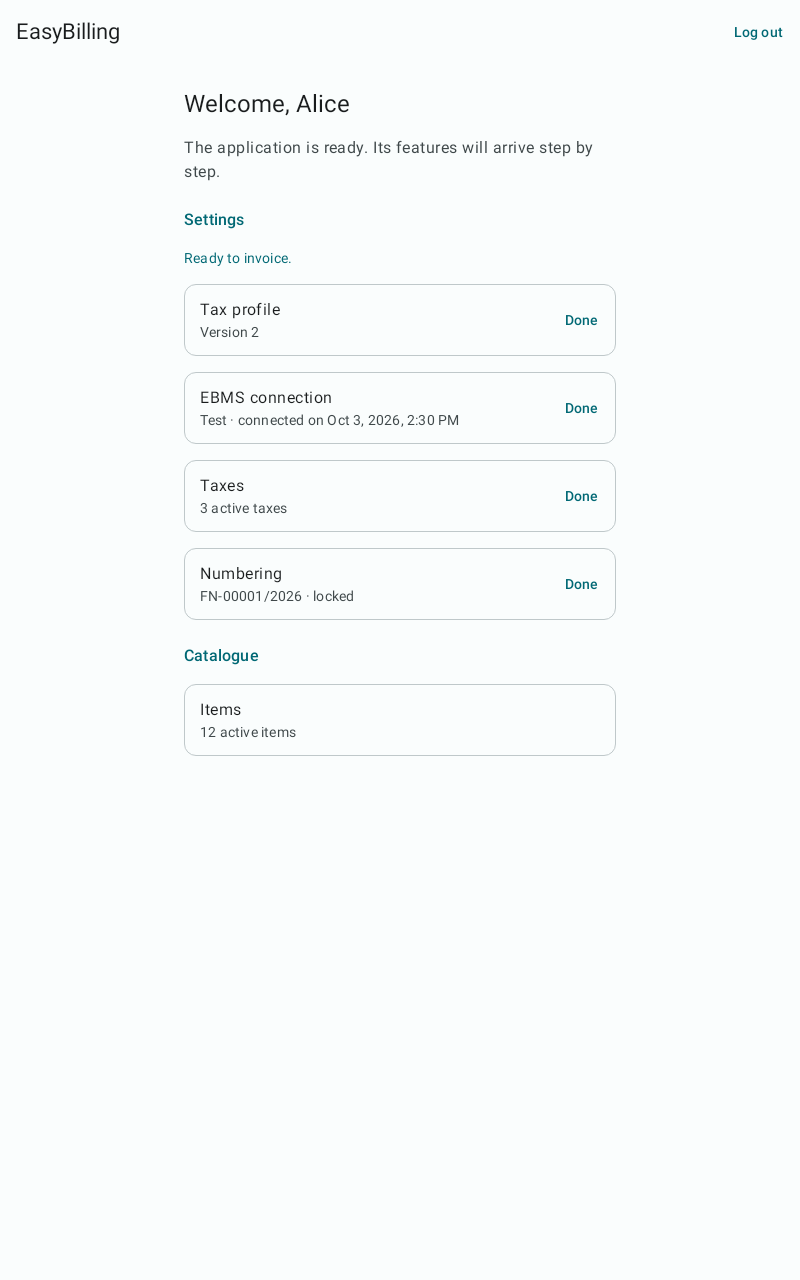 EasyBilling
Log out
Welcome, Alice
The application is ready. Its features will arrive step by
step.
Settings
Ready to invoice.
Tax profile
Version 2
Done
EBMS connection
Test · connected on Oct 3, 2026, 2:30 PM
Done
Taxes
3 active taxes
Done
Numbering
FN-00001/2026 · locked
Done
Catalogue
Items
12 active items